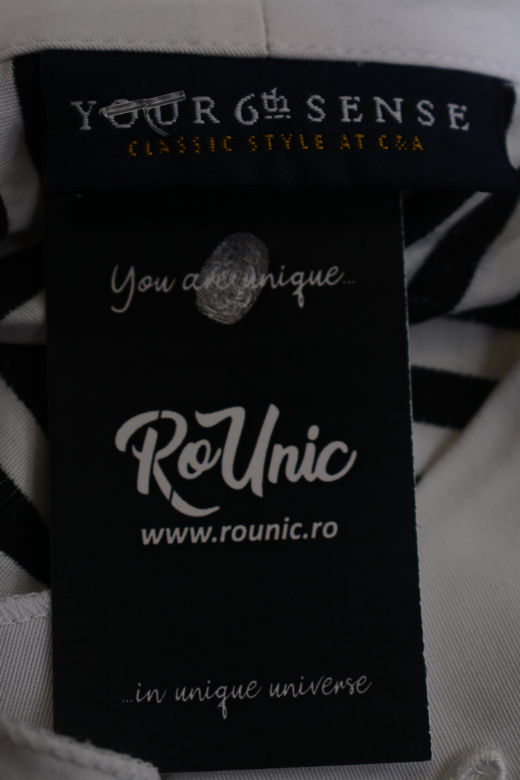 YOUR 6th SENSE
CLASSIC STYLE AT C&A
You are unique...
RoUnic
www.rounic.ro
...in unique universe